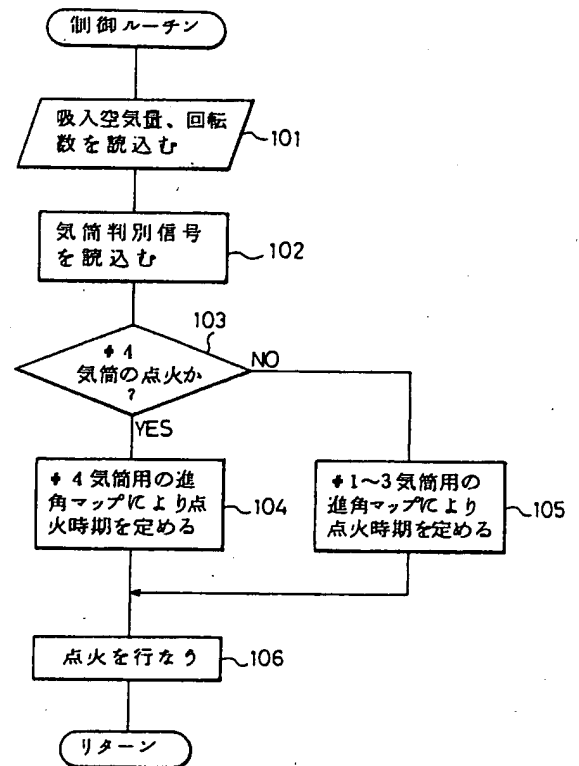 制御ルーチン
吸入空気量、回転
数を読込む
101
気筒判別信号
を読込む
102
103
#4
気筒の点火か
?
NO
YES
#4気筒用の進
角マップにより点
火時期を定める
104
#1~3気筒用の
進角マップにより
点火時期を定める
105
点火を行なう
106
リターン